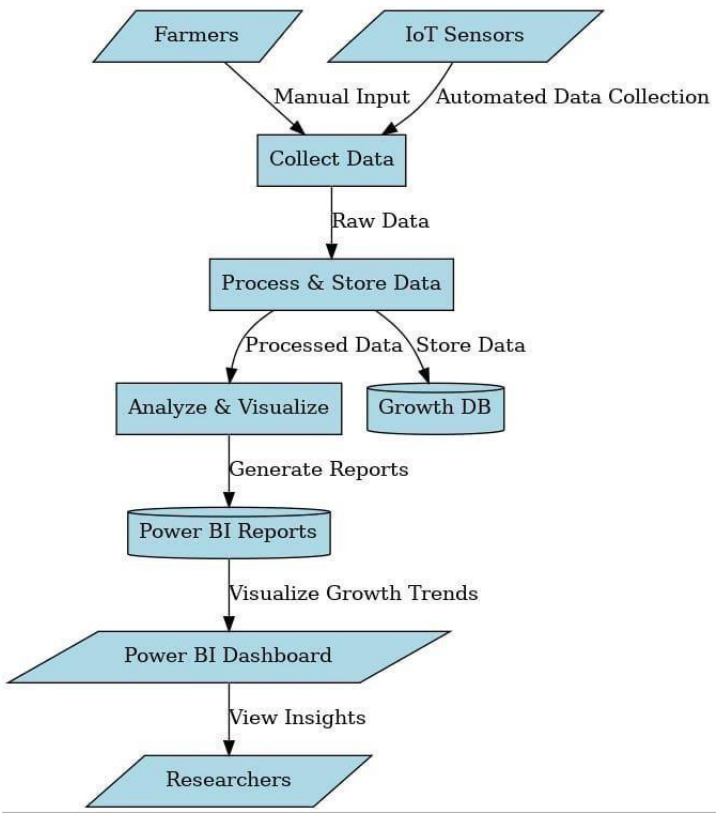 Farmers
IoT Sensors
Manual Input
Automated Data Collection
Collect Data
Raw Data
Process & Store Data
Processed Data
Store Data
Analyze & Visualize
Growth DB
Generate Reports
Power BI Reports
Visualize Growth Trends
Power BI Dashboard
View Insights
Researchers